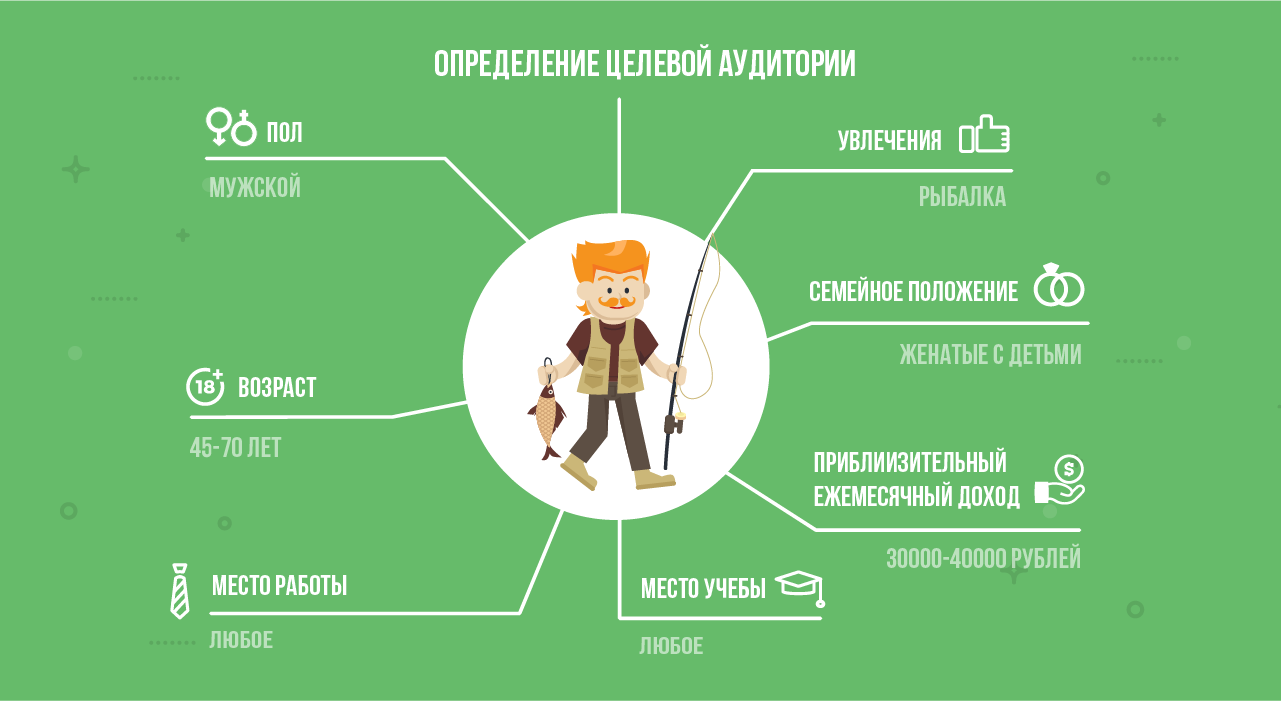 ОПРЕДЕЛЕНИЕ ЦЕЛЕВОЙ АУДИТОРИИ
ПОЛ
МУЖСКОЙ
18+
ВОЗРАСТ
45-70 ЛЕТ
МЕСТО РАБОТЫ
ЛЮБОЕ
МЕСТО УЧЕБЫ
ЛЮБОЕ
УВЛЕЧЕНИЯ
РЫБАЛКА
СЕМЕЙНОЕ ПОЛОЖЕНИЕ
ЖЕНАТЫЕ С ДЕТЬМИ
ПРИБЛИИЗИТЕЛЬНЫЙ
ЕЖЕМЕСЯЧНЫЙ ДОХОД
$
30000-40000 РУБЛЕЙ